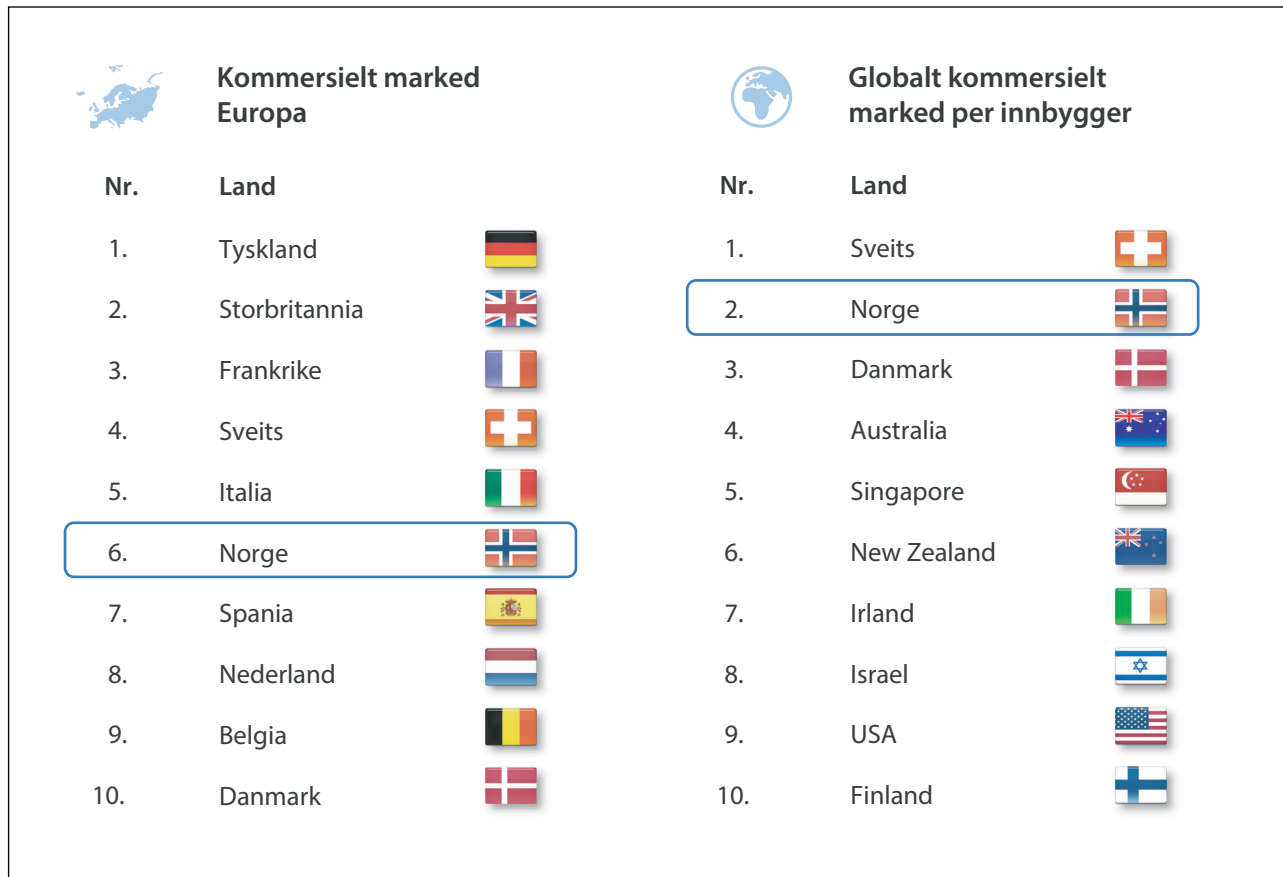 Kommersielt marked
Europa
Nr. Land
1. Tyskland
2. Storbritannia
3. Frankrike
4. Sveits
5. Italia
6. Norge
7. Spania
8. Nederland
9. Belgia
10. Danmark
Globalt kommersielt
marked per innbygger
Nr. Land
1. Sveits
2. Norge
3. Danmark
4. Australia
5. Singapore
6. New Zealand
7. Irland
8. Israel
9. USA
10. Finland